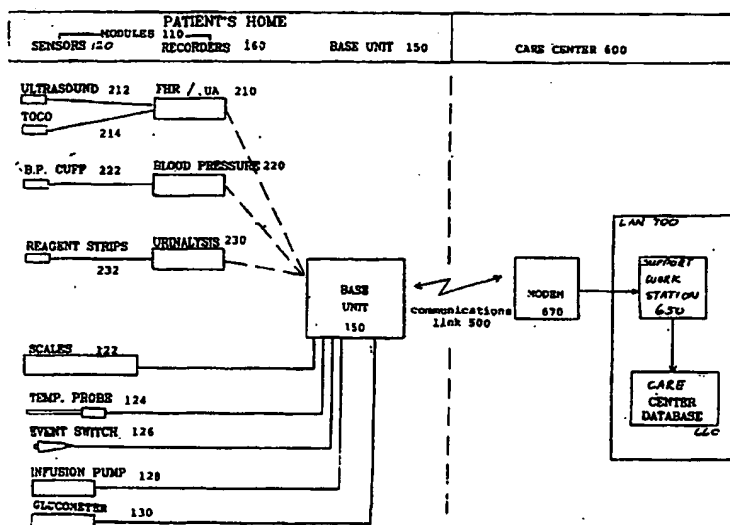 PATIENT'S HOME
MODULES 110
SENSORS 120 RECORDERS 160 BASE UNIT 150 CARE CENTER 600
ULTRASOUND 212 FHR / UA 210
TOCO
214
B.P. CUFF 222 BLOOD PRESSURE 220
LAN 700
REAGENT STRIPS URINALYSIS 230
232
SUPPORT
WORK
STATION
650
BASE
UNIT
150
MODEM
670
communications
link 500
SCALES 122
CARE
CENTER
DATABASE
660
TEMP. PROBE 124
EVENT SWITCH 126
INFUSION PUMP 128
GLUCOMETER 130